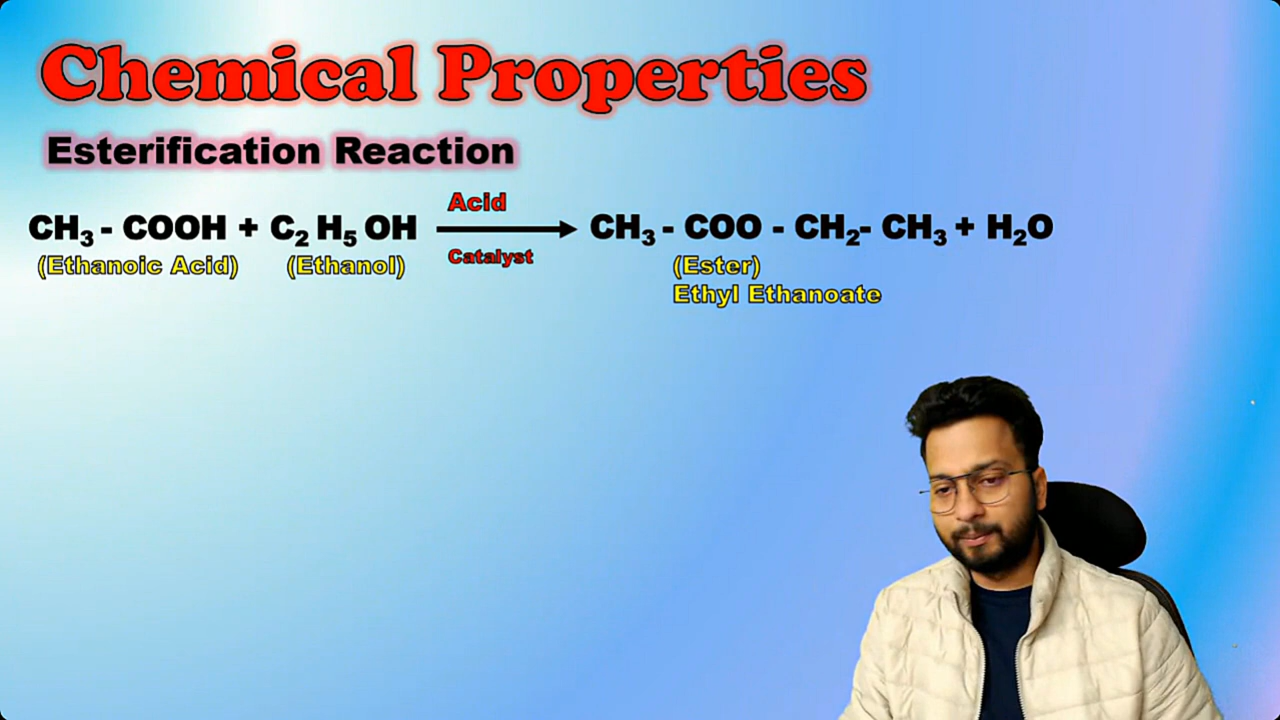 Chemical Properties
Esterification Reaction
Acid
CH₃ - COOH + C₂ H₅ OH → CH₃ - COO - CH₂- CH₃ + H₂O
Catalyst
(Ethanoic Acid) (Ethanol) (Ester)
Ethyl Ethanoate